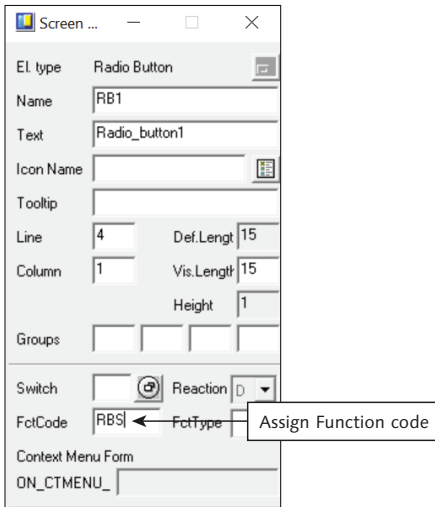 Screen ...
El. type Radio Button
Name RB1
Text Radio_button1
Icon Name
Tooltip
Line 4 Def.Lengt 15
Column 1 Vis.Length 15
Height 1
Groups
Switch Reaction D
FctCode RBS FctType
Assign Function code
Context Menu Form
ON_CTMENU_